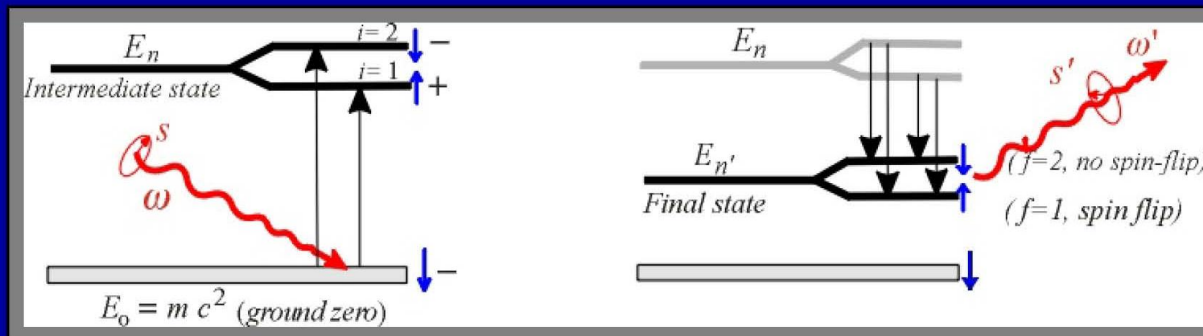 i= 2
−
E_n
i= 1
+
Intermediate state
s
ω
−
E_o = m c² (ground zero)
E_n
ω'
s'
E_n'
(f=2, no spin-flip)
Final state
(f=1, spin flip)